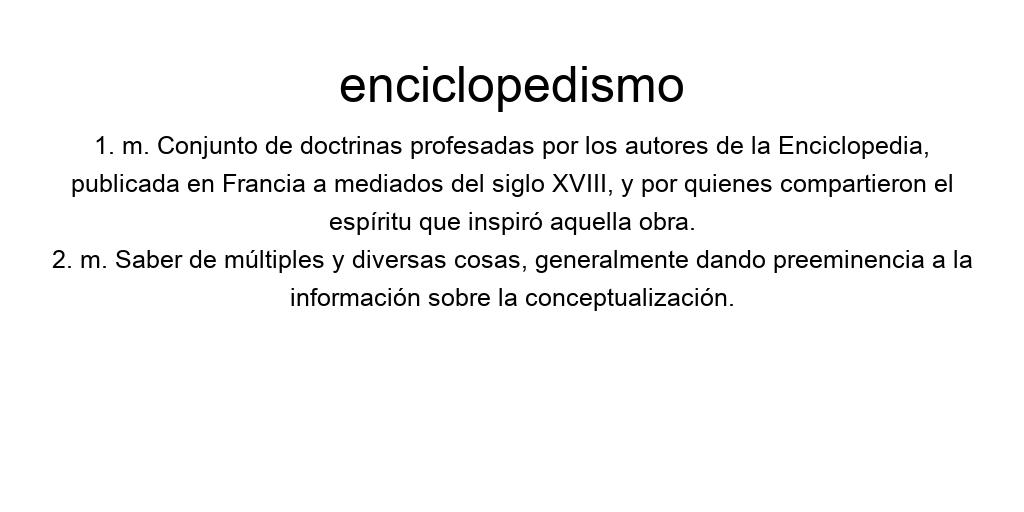 enciclopedismo
1. m. Conjunto de doctrinas profesadas por los autores de la Enciclopedia,
publicada en Francia a mediados del siglo XVIII, y por quienes compartieron el
espíritu que inspiró aquella obra.
2. m. Saber de múltiples y diversas cosas, generalmente dando preeminencia a la
información sobre la conceptualización.